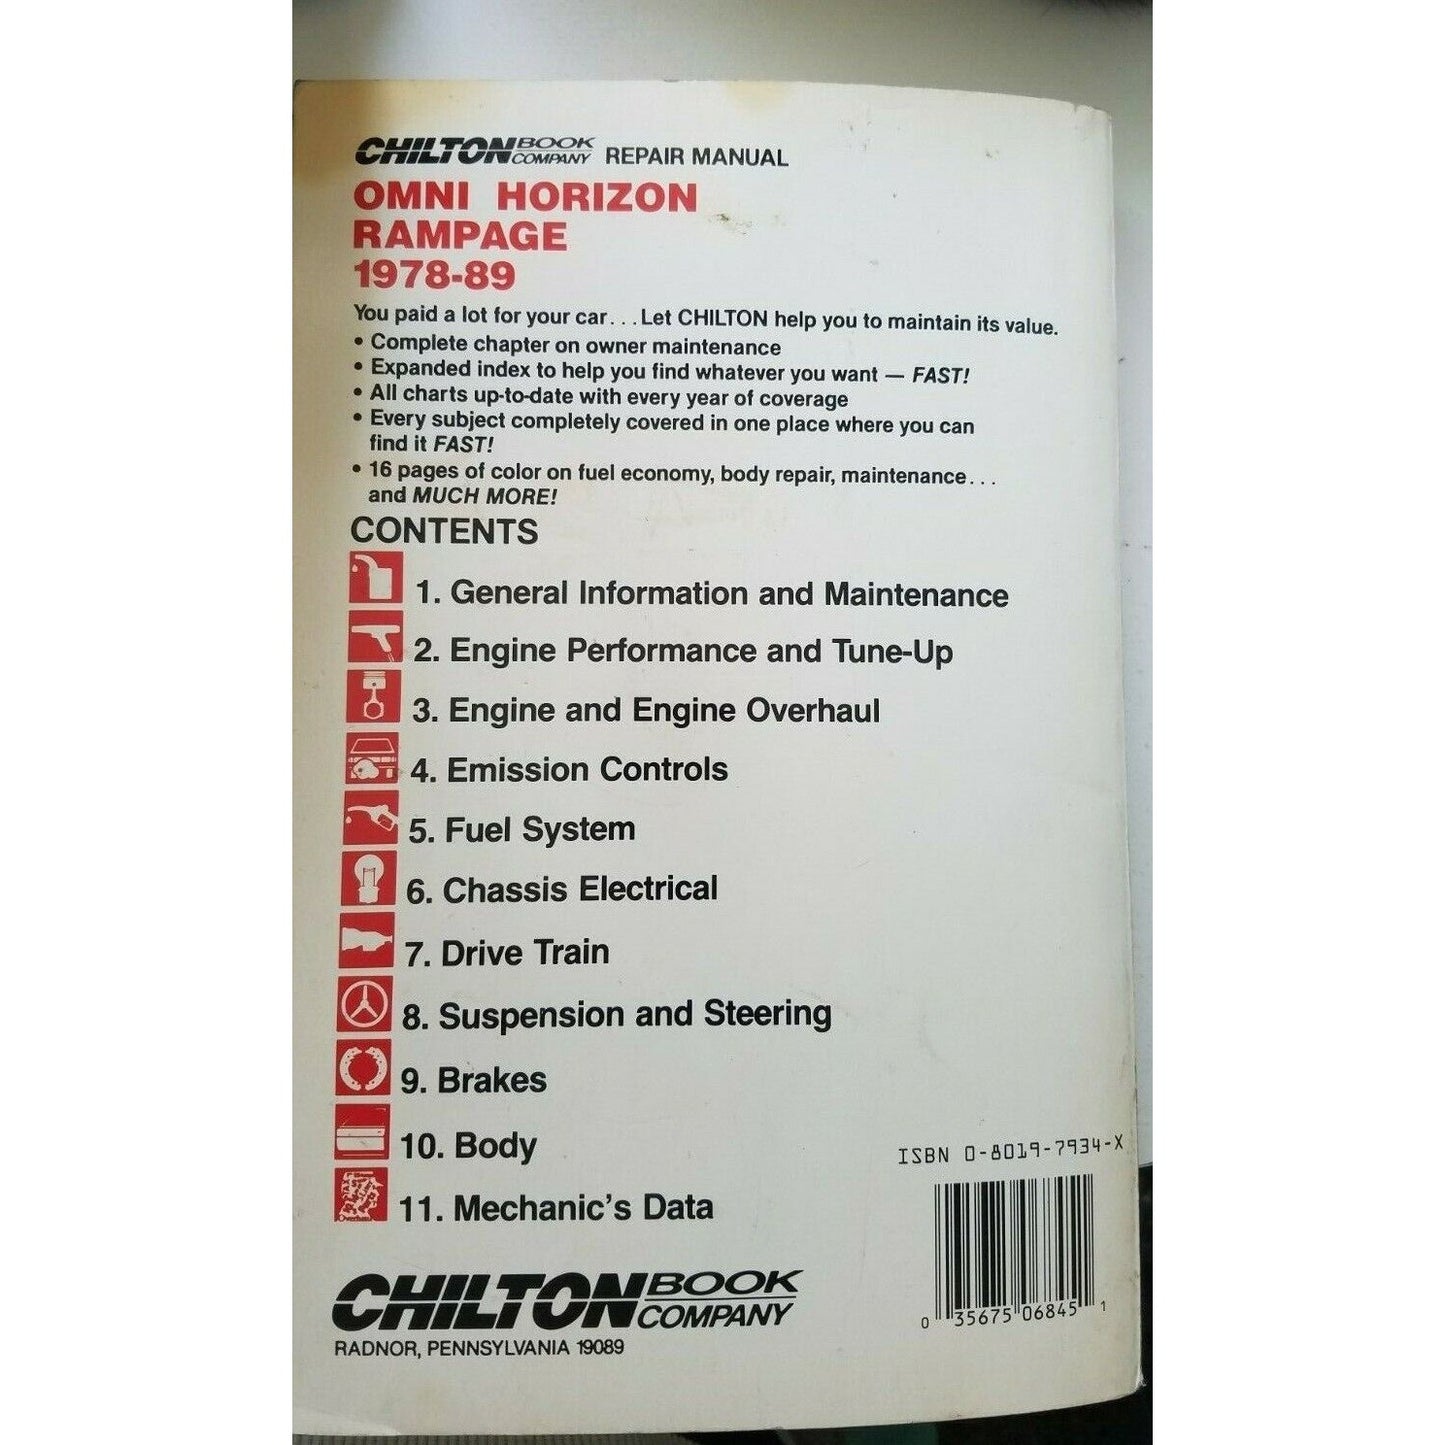 CHILTON BOOK COMPANY REPAIR MANUAL
OMNI HORIZON
RAMPAGE
1978-89
You paid a lot for your car...Let CHILTON help you to maintain its value.
• Complete chapter on owner maintenance
• Expanded index to help you find whatever you want — FAST!
• All charts up-to-date with every year of coverage
• Every subject completely covered in one place where you can
find it FAST!
• 16 pages of color on fuel economy, body repair, maintenance...
and MUCH MORE!
CONTENTS
1. General Information and Maintenance
2. Engine Performance and Tune-Up
3. Engine and Engine Overhaul
4. Emission Controls
5. Fuel System
6. Chassis Electrical
7. Drive Train
8. Suspension and Steering
9. Brakes
10. Body
11. Mechanic's Data
ISBN 0-8019-7934-X
0 35675 06845 1
CHILTON BOOK COMPANY
RADNOR, PENNSYLVANIA 19089